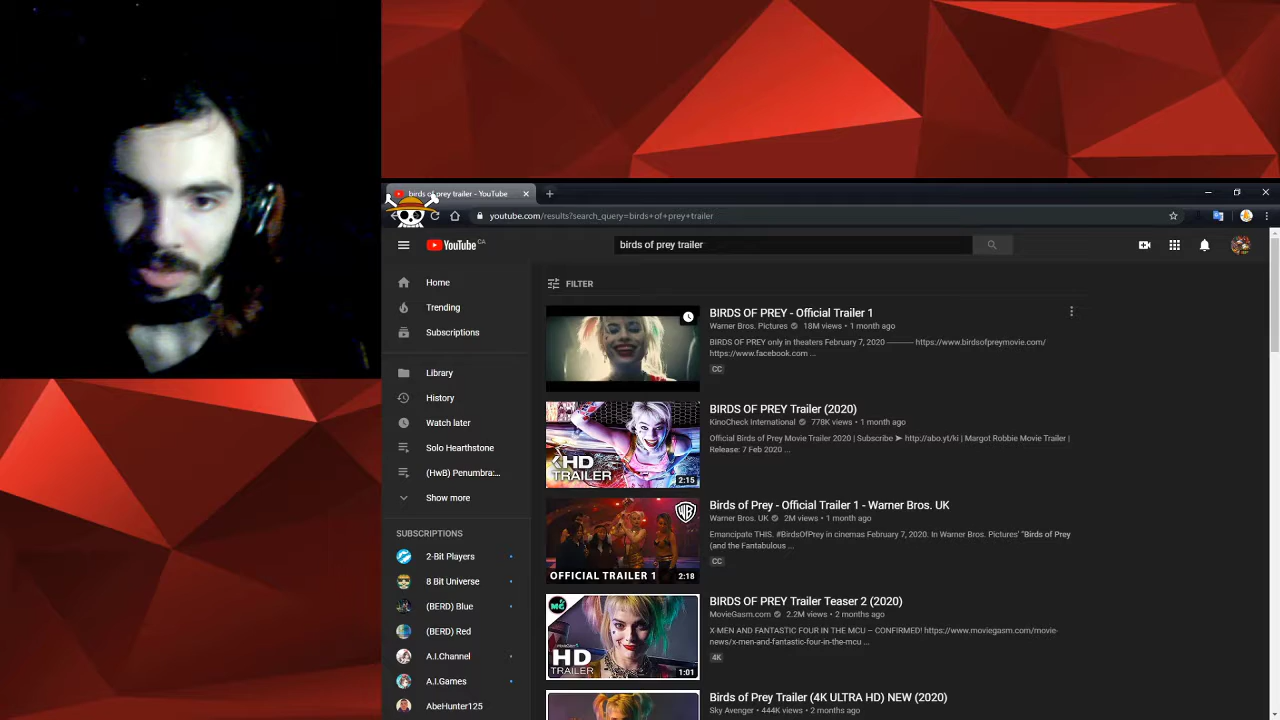 birds of prey trailer - YouTube
youtube.com/results?search_query=birds+of+prey+trailer
YouTube CA
birds of prey trailer
Home
Trending
Subscriptions
Library
History
Watch later
Solo Hearthstone
(HwB) Penumbra:...
Show more
SUBSCRIPTIONS
2-Bit Players
8 Bit Universe
(BERD) Blue
(BERD) Red
A.I.Channel
A.I.Games
AbeHunter125
FILTER
BIRDS OF PREY - Official Trailer 1
Warner Bros. Pictures 18M views • 1 month ago
BIRDS OF PREY only in theaters February 7, 2020 ---------- https://www.birdsofpreymovie.com/
https://www.facebook.com ...
CC
XHD
TRAILER
2:15
BIRDS OF PREY Trailer (2020)
KinoCheck International 778K views • 1 month ago
Official Birds of Prey Movie Trailer 2020 | Subscribe ➤ http://abo.yt/ki | Margot Robbie Movie Trailer |
Release: 7 Feb 2020 ...
WB
OFFICIAL TRAILER 1
2:18
Birds of Prey - Official Trailer 1 - Warner Bros. UK
Warner Bros. UK 2M views • 1 month ago
Emancipate THIS. #BirdsOfPrey in cinemas February 7, 2020. In Warner Bros. Pictures' "Birds of Prey
(and the Fantabulous ...
CC
MG
HD
TRAILER
1:01
BIRDS OF PREY Trailer Teaser 2 (2020)
MovieGasm.com 2.2M views • 2 months ago
X-MEN AND FANTASTIC FOUR IN THE MCU – CONFIRMED! https://www.moviegasm.com/movie-
news/x-men-and-fantastic-four-in-the-mcu ...
4K
Birds of Prey Trailer (4K ULTRA HD) NEW (2020)
Sky Avenger • 444K views • 2 months ago